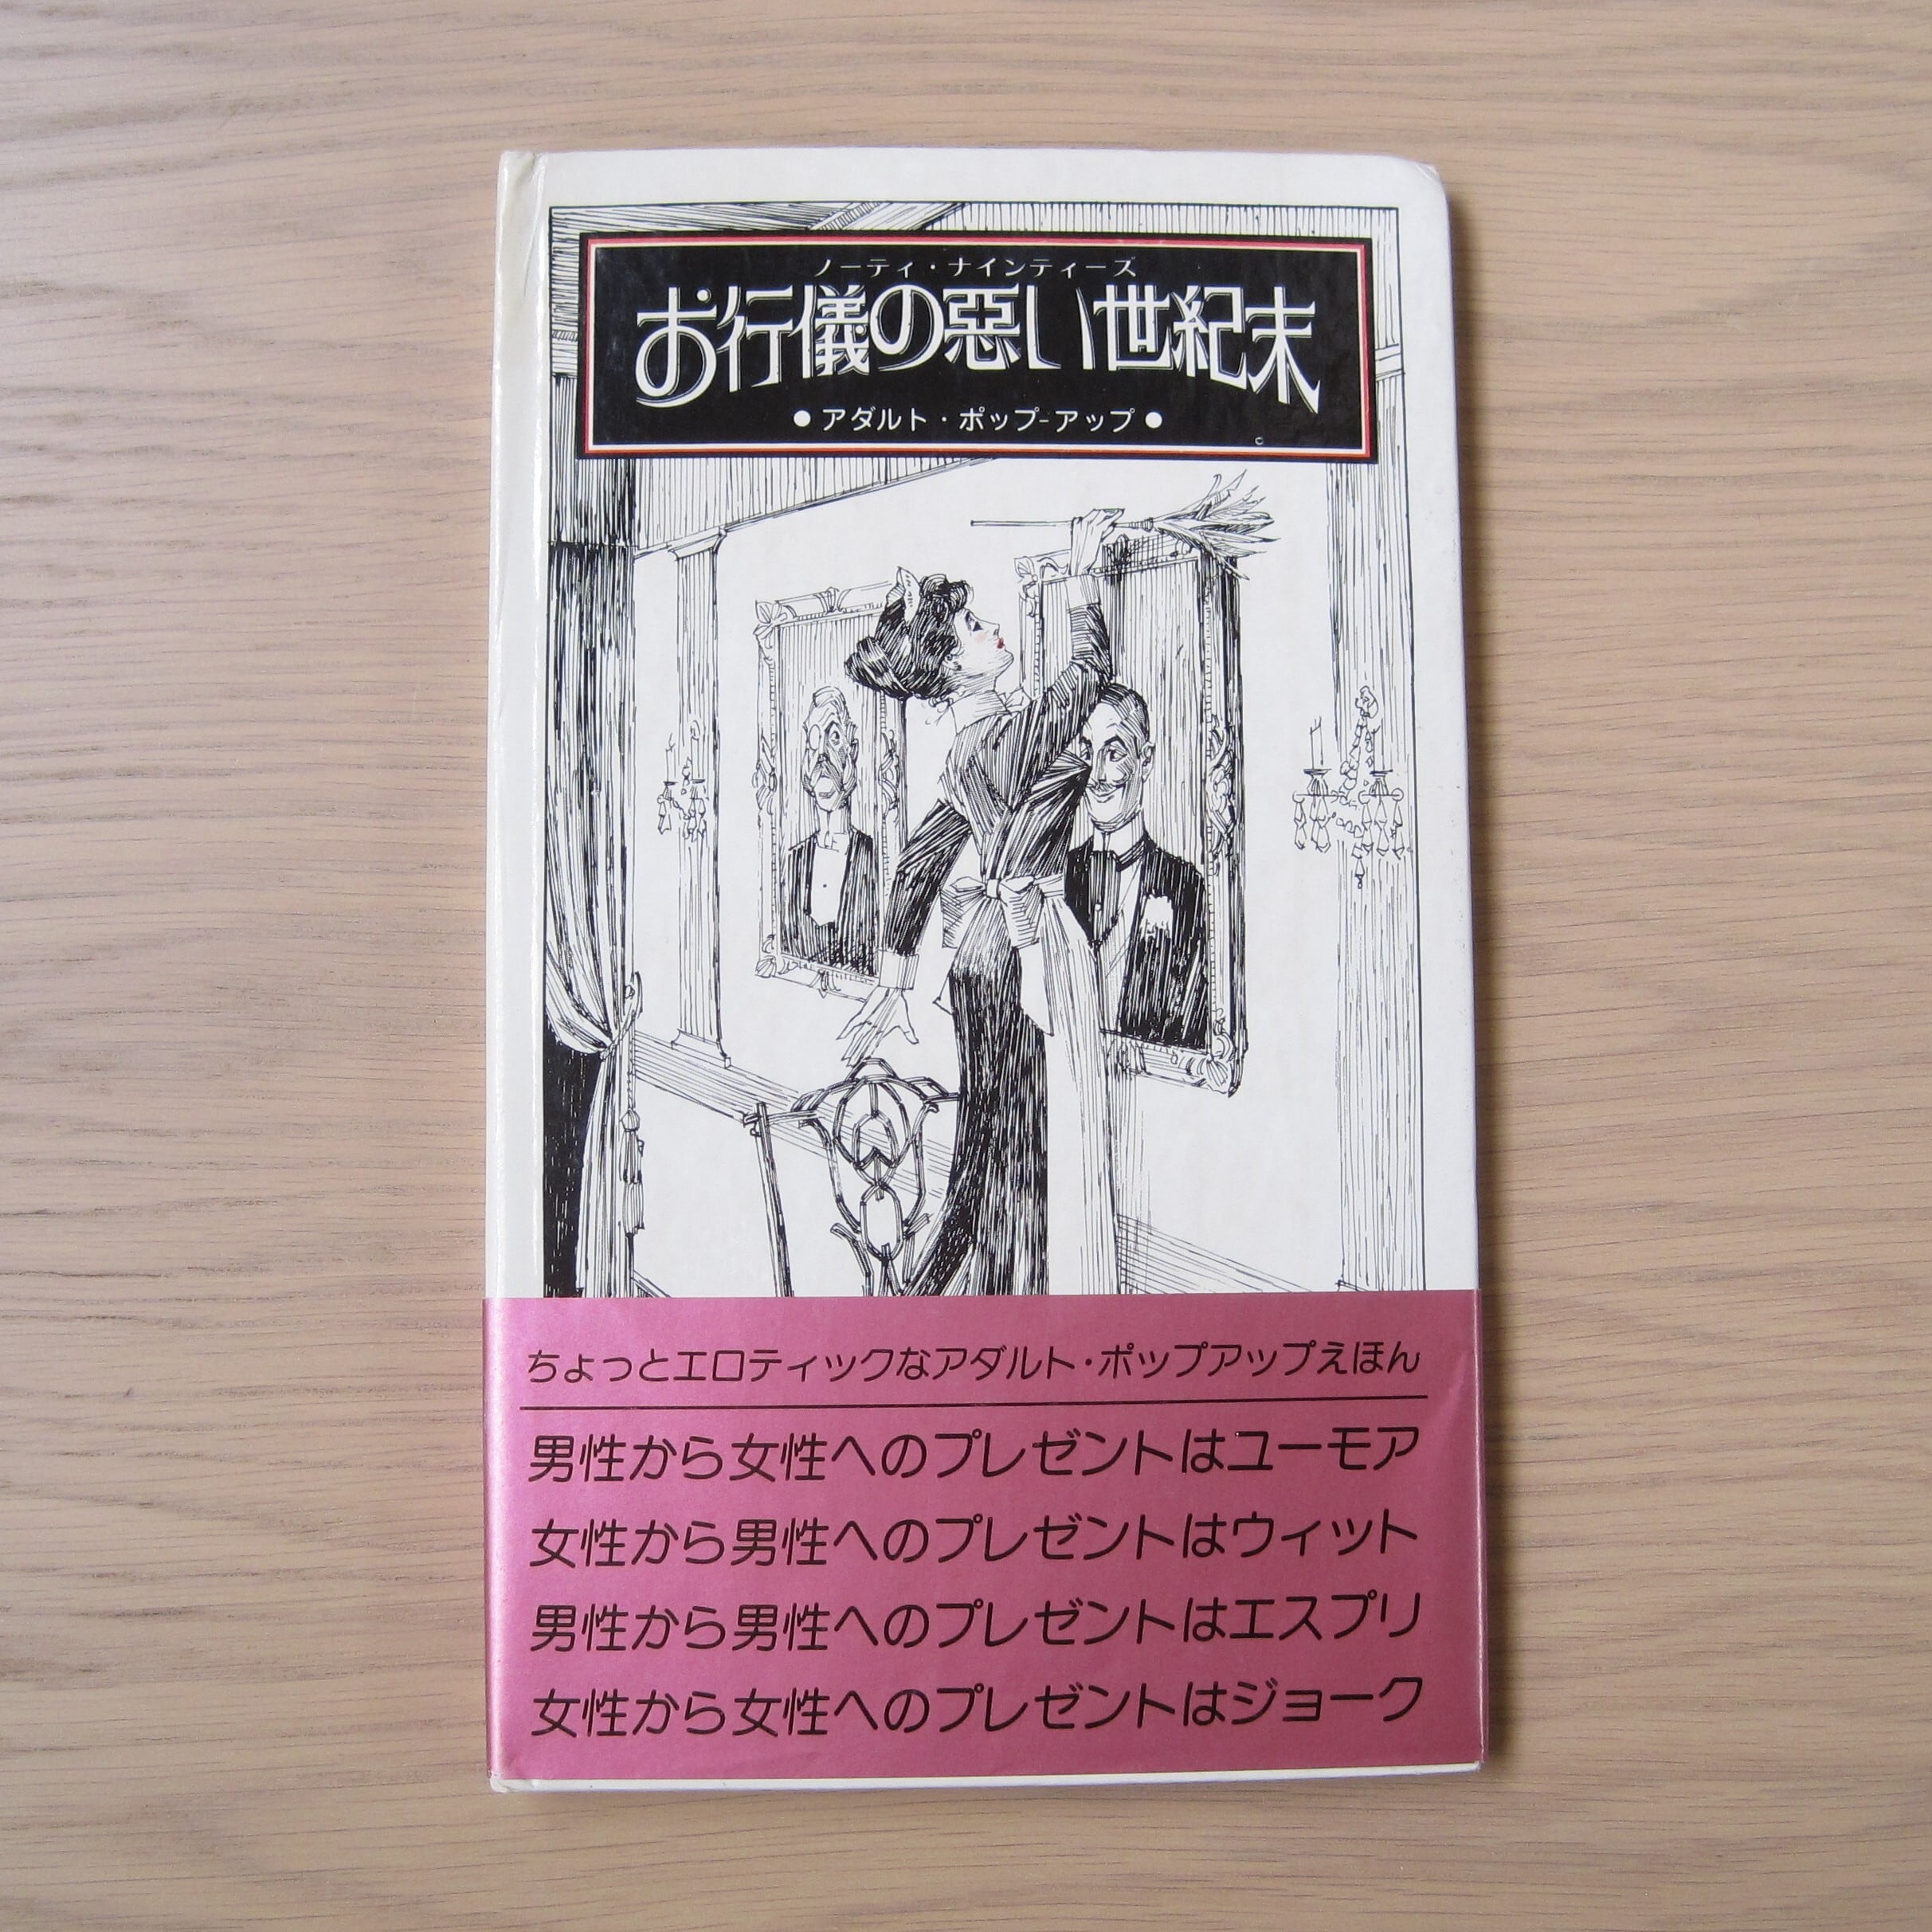 ノーティ・ナインティーズ
お行儀の惡い世紀末
●アダルト・ポップ-アップ●
ちょっとエロティックなアダルト・ポップアップえほん
男性から女性へのプレゼントはユーモア
女性から男性へのプレゼントはウィット
男性から男性へのプレゼントはエスプリ
女性から女性へのプレゼントはジョーク